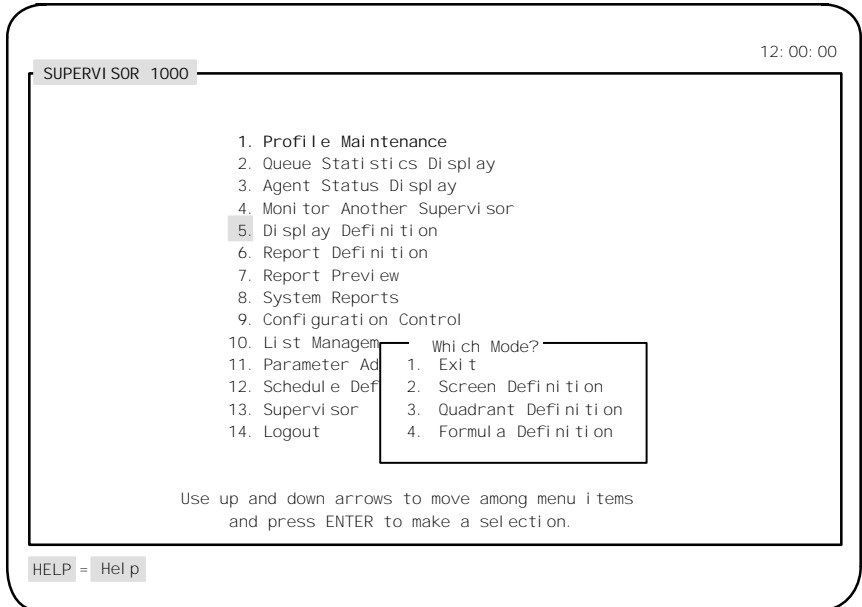 12:00:00
SUPERVISOR 1000
1. Profile Maintenance
2. Queue Statistics Display
3. Agent Status Display
4. Monitor Another Supervisor
5. Display Definition
6. Report Definition
7. Report Preview
8. System Reports
9. Configuration Control
10. List Managem
11. Parameter Ad
12. Schedule Def
13. Supervisor
14. Logout
Which Mode?
1. Exit
2. Screen Definition
3. Quadrant Definition
4. Formula Definition
Use up and down arrows to move among menu items
and press ENTER to make a selection.
HELP = Help